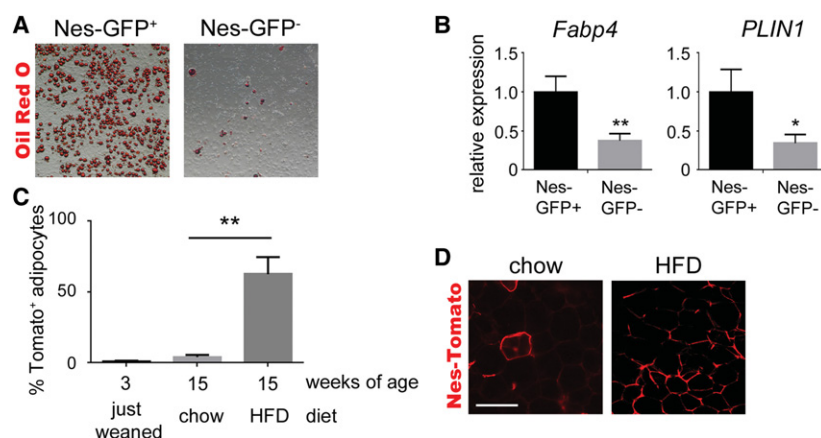 A
Nes-GFP⁺ Nes-GFP⁻
Oil Red O
B
Fabp4 PLIN1
relative expression
1.5
1.0
0.5
0
**
Nes-GFP+ Nes-GFP-
1.5
1.0
0.5
0
*
Nes-GFP+ Nes-GFP-
C
% Tomato⁺ adipocytes
100
50
0
**
3 15 15 weeks of age
just weaned chow HFD diet
D
chow HFD
Nes-Tomato